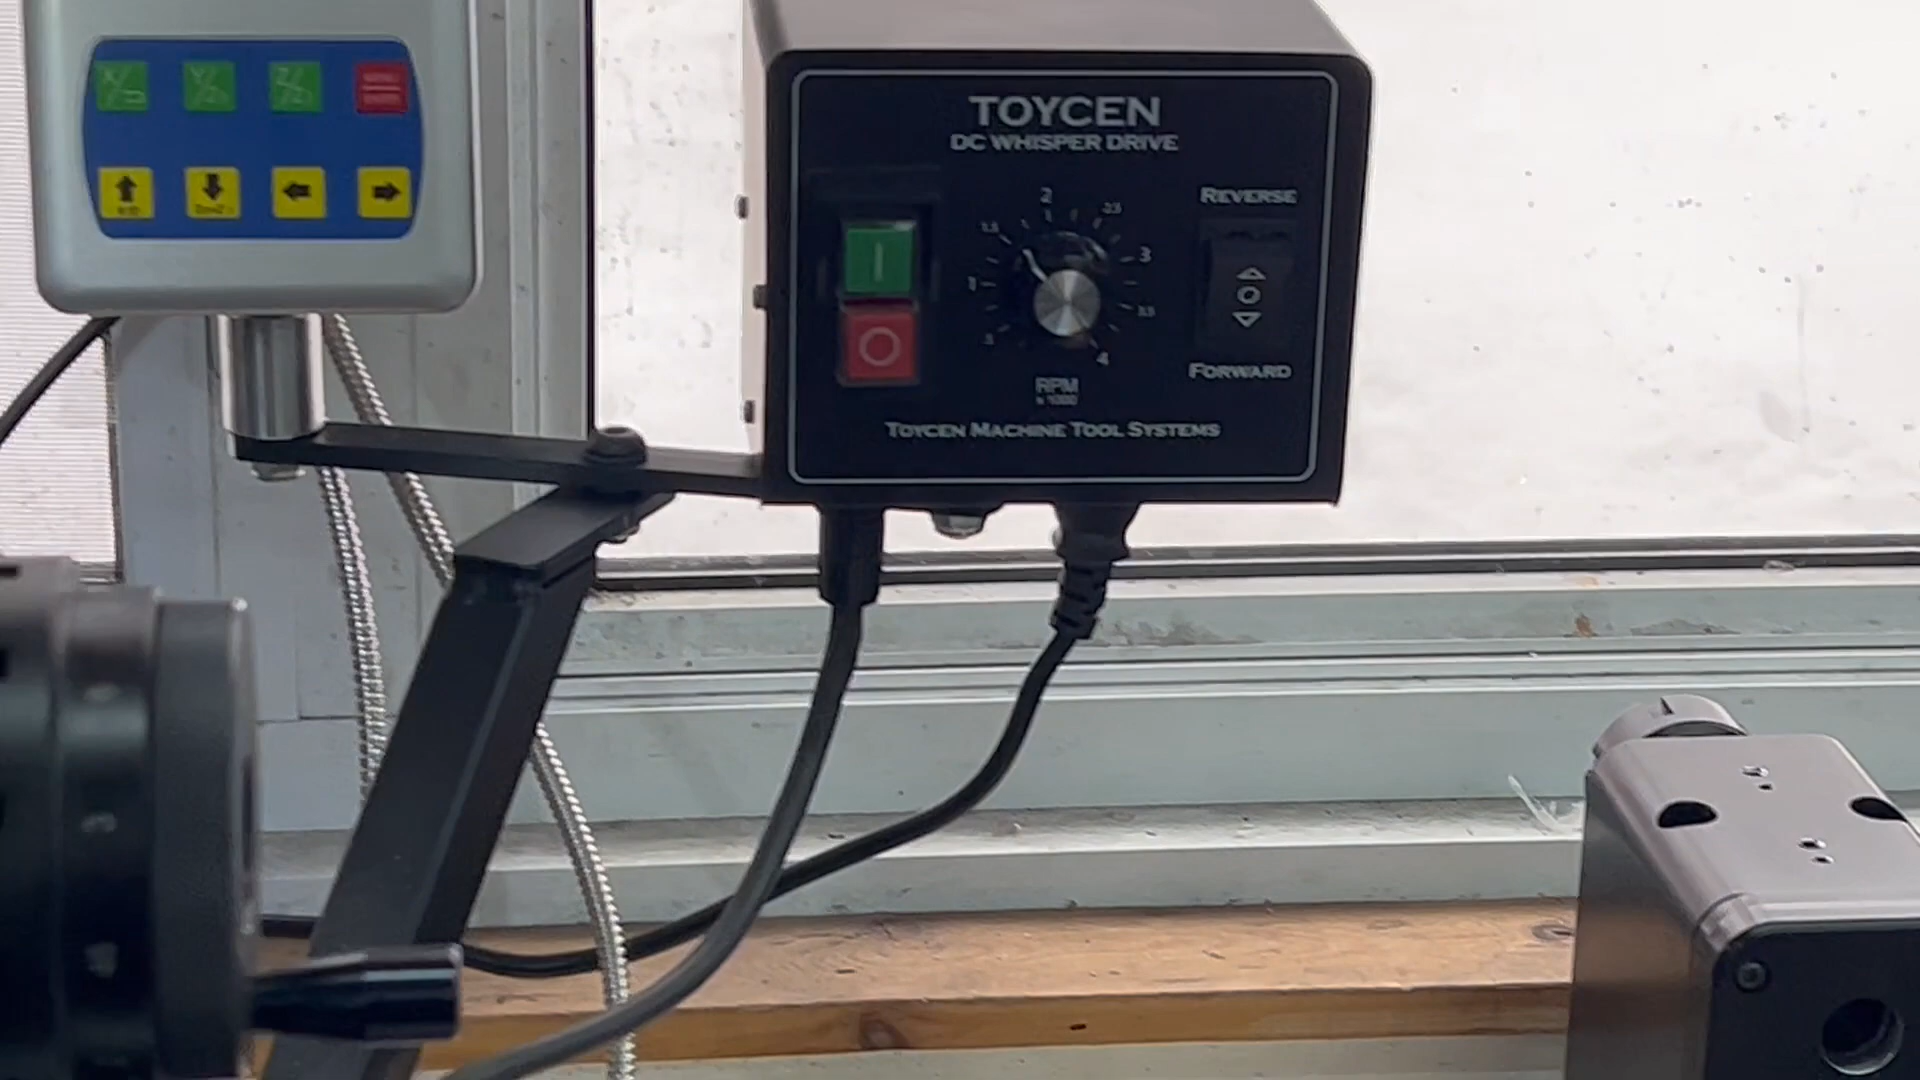 TOYCEN
DC WHISPER DRIVE
2
2.5
1.5
3
1
3.5
4
RPM
x 1000
REVERSE
FORWARD
TOYCEN MACHINE TOOL SYSTEMS